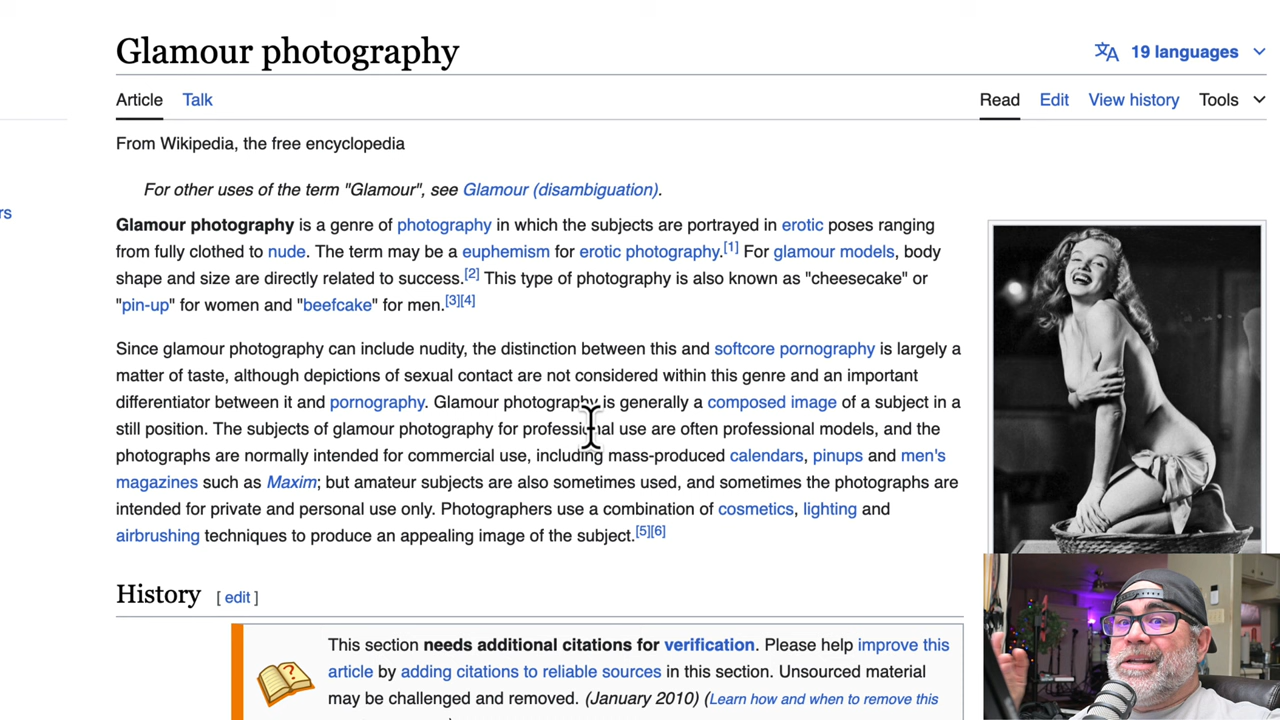 Glamour photography
19 languages
Article Talk Read Edit View history Tools
From Wikipedia, the free encyclopedia
For other uses of the term "Glamour", see Glamour (disambiguation).
rs
Glamour photography is a genre of photography in which the subjects are portrayed in erotic poses ranging
from fully clothed to nude. The term may be a euphemism for erotic photography.[1] For glamour models, body
shape and size are directly related to success.[2] This type of photography is also known as "cheesecake" or
"pin-up" for women and "beefcake" for men.[3][4]
Since glamour photography can include nudity, the distinction between this and softcore pornography is largely a
matter of taste, although depictions of sexual contact are not considered within this genre and an important
differentiator between it and pornography. Glamour photography is generally a composed image of a subject in a
still position. The subjects of glamour photography for professional use are often professional models, and the
photographs are normally intended for commercial use, including mass-produced calendars, pinups and men's
magazines such as Maxim; but amateur subjects are also sometimes used, and sometimes the photographs are
intended for private and personal use only. Photographers use a combination of cosmetics, lighting and
airbrushing techniques to produce an appealing image of the subject.[5][6]
History [ edit ]
This section needs additional citations for verification. Please help improve this
article by adding citations to reliable sources in this section. Unsourced material
may be challenged and removed. (January 2010) (Learn how and when to remove this